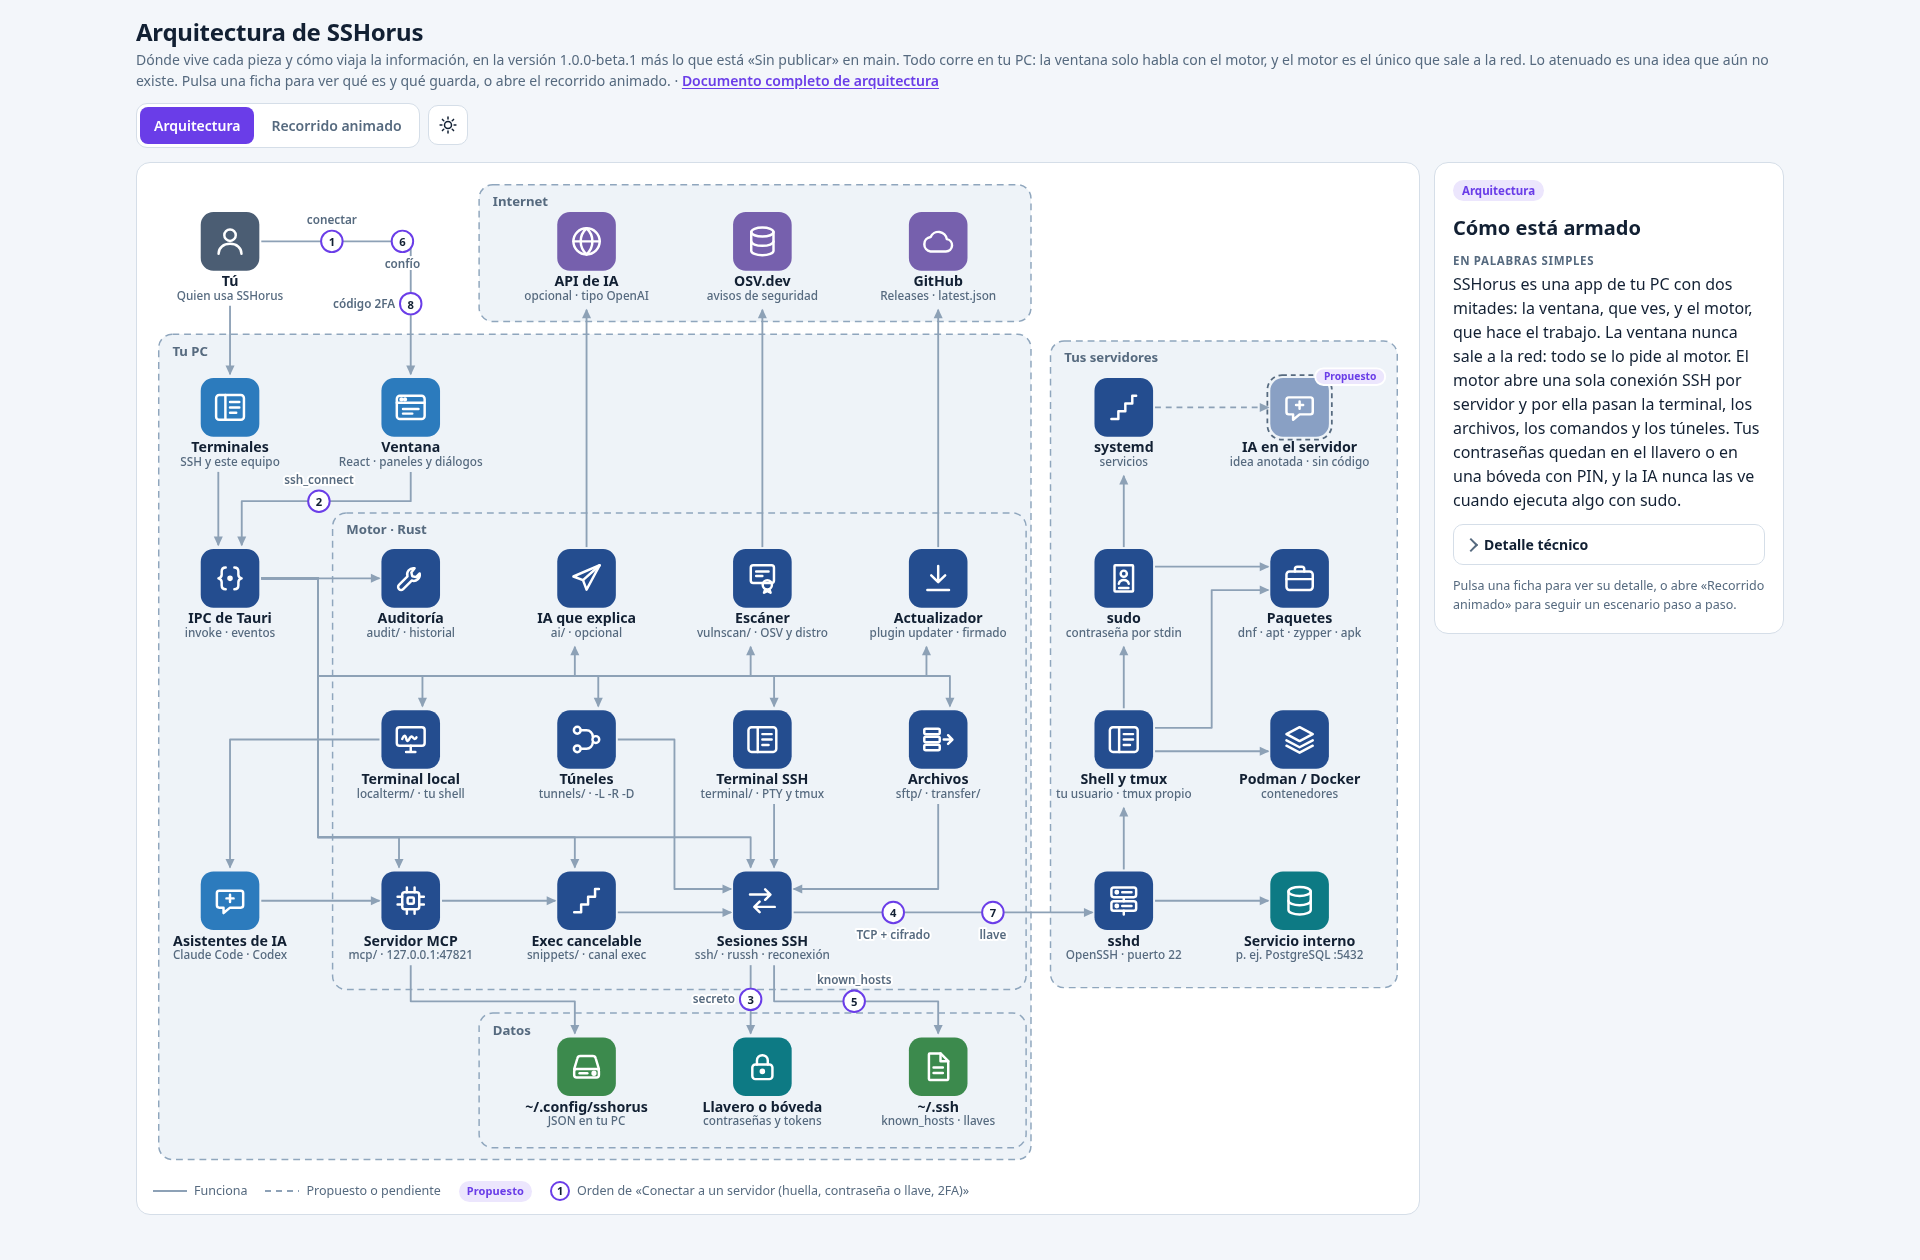 Arquitectura de SSHorus
Dónde vive cada pieza y cómo viaja la información, en la versión 1.0.0-beta.1 más lo que está «Sin publicar» en main. Todo corre en tu PC: la ventana solo habla con el motor, y el motor es el único que sale a la red. Lo atenuado es una idea que aún no
existe. Pulsa una ficha para ver qué es y qué guarda, o abre el recorrido animado. · Documento completo de arquitectura
Arquitectura
Recorrido animado
conectar
1
6
confío
código 2FA
8
Tú
Quien usa SSHorus
Internet
API de IA
opcional · tipo OpenAI
OSV.dev
avisos de seguridad
GitHub
Releases · latest.json
Tu PC
Terminales
SSH y este equipo
Ventana
React · paneles y diálogos
ssh_connect
2
Motor · Rust
IPC de Tauri
invoke · eventos
Auditoría
audit/ · historial
IA que explica
ai/ · opcional
Escáner
vulnscan/ · OSV y distro
Actualizador
plugin updater · firmado
Terminal local
localterm/ · tu shell
Túneles
tunnels/ · -L -R -D
Terminal SSH
terminal/ · PTY y tmux
Archivos
sftp/ · transfer/
Asistentes de IA
Claude Code · Codex
Servidor MCP
mcp/ · 127.0.0.1:47821
Exec cancelable
snippets/ · canal exec
Sesiones SSH
ssh/ · russh · reconexión
4
TCP + cifrado
7
llave
secreto
3
known_hosts
5
Datos
~/.config/sshorus
JSON en tu PC
Llavero o bóveda
contraseñas y tokens
~/.ssh
known_hosts · llaves
Tus servidores
Propuesto
systemd
servicios
IA en el servidor
idea anotada · sin código
sudo
contraseña por stdin
Paquetes
dnf · apt · zypper · apk
Shell y tmux
tu usuario · tmux propio
Podman / Docker
contenedores
sshd
OpenSSH · puerto 22
Servicio interno
p. ej. PostgreSQL :5432
Funciona
Propuesto o pendiente
Propuesto
1
Orden de «Conectar a un servidor (huella, contraseña o llave, 2FA)»
Arquitectura
Cómo está armado
EN PALABRAS SIMPLES
SSHorus es una app de tu PC con dos
mitades: la ventana, que ves, y el motor,
que hace el trabajo. La ventana nunca
sale a la red: todo se lo pide al motor. El
motor abre una sola conexión SSH por
servidor y por ella pasan la terminal, los
archivos, los comandos y los túneles. Tus
contraseñas quedan en el llavero o en
una bóveda con PIN, y la IA nunca las ve
cuando ejecuta algo con sudo.
Detalle técnico
Pulsa una ficha para ver su detalle, o abre «Recorrido
animado» para seguir un escenario paso a paso.